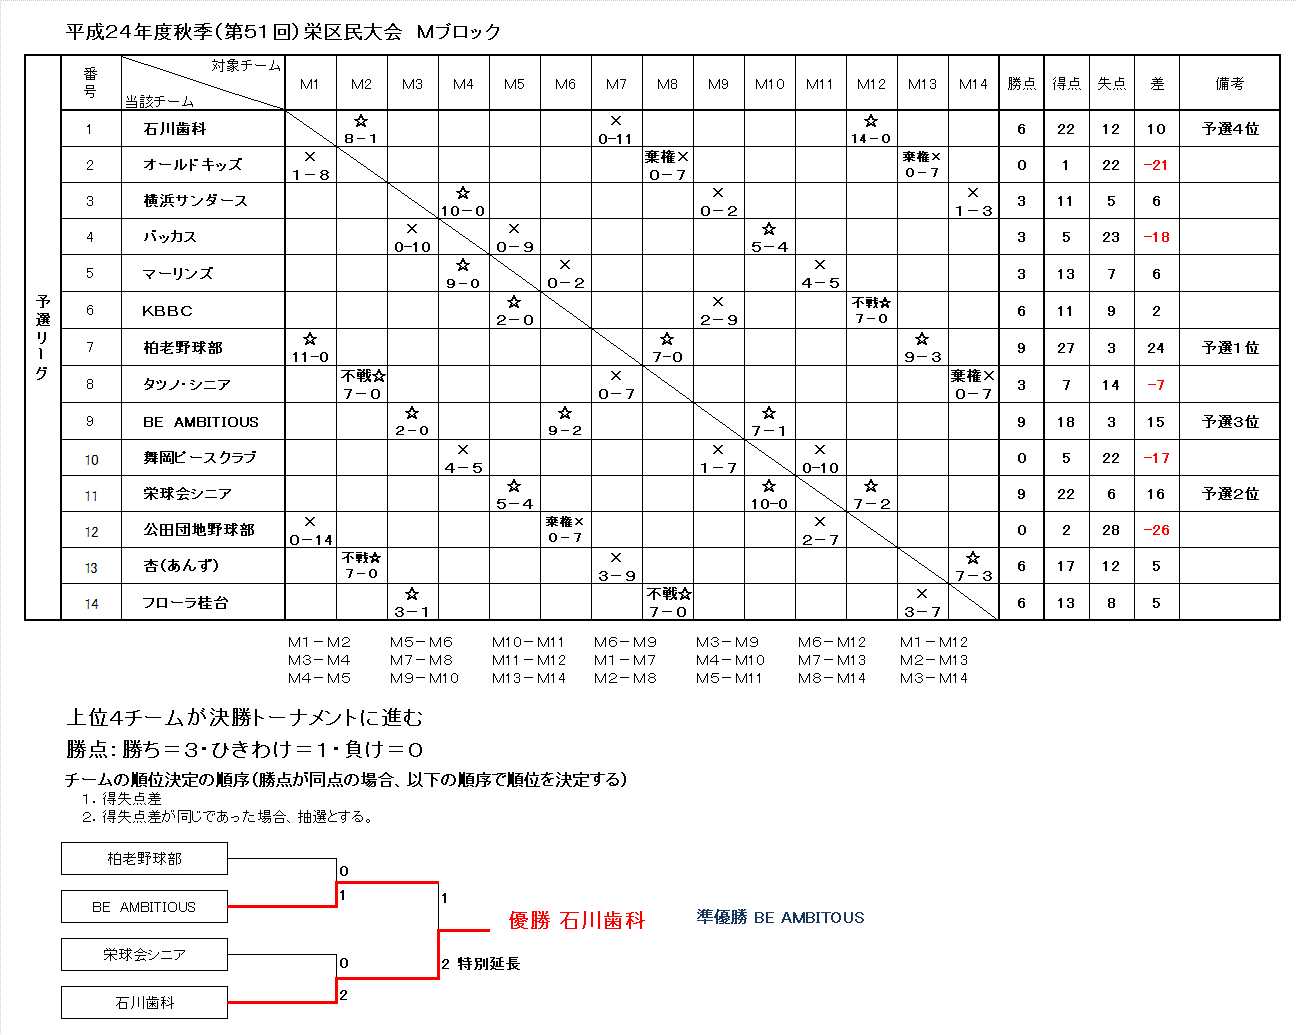 平成24年度秋季(第51回)栄区民大会　Mブロック
番号 対象チーム 当該チーム M1 M2 M3 M4 M5 M6 M7 M8 M9 M10 M11 M12 M13 M14 勝点 得点 失点 差 備考
予選リーグ
1 石川歯科 ☆ 8-1 × 0-11 ☆ 14-0 6 22 12 10 予選4位
2 オールドキッズ × 1-8 棄権× 0-7 棄権× 0-7 0 1 22 -21
3 横浜サンダース ☆ 10-0 × 0-2 × 1-3 3 11 5 6
4 バッカス × 0-10 × 0-9 ☆ 5-4 3 5 23 -18
5 マーリンズ ☆ 9-0 × 0-2 × 4-5 3 13 7 6
6 KBBC ☆ 2-0 × 2-9 不戦☆ 7-0 6 11 9 2
7 柏老野球部 ☆ 11-0 ☆ 7-0 ☆ 9-3 9 27 3 24 予選1位
8 タツノ・シニア 不戦☆ 7-0 × 0-7 棄権× 0-7 3 7 14 -7
9 BE AMBITIOUS ☆ 2-0 ☆ 9-2 ☆ 7-1 9 18 3 15 予選3位
10 舞岡ピースクラブ × 4-5 × 1-7 × 0-10 0 5 22 -17
11 栄球会シニア ☆ 5-4 ☆ 10-0 ☆ 7-2 9 22 6 16 予選2位
12 公田団地野球部 × 0-14 棄権× 0-7 × 2-7 0 2 28 -26
13 杏(あんず) 不戦☆ 7-0 × 3-9 ☆ 7-3 6 17 12 5
14 フローラ桂台 ☆ 3-1 不戦☆ 7-0 × 3-7 6 13 8 5
M1-M2 M5-M6 M10-M11 M6-M9 M3-M9 M6-M12 M1-M12
M3-M4 M7-M8 M11-M12 M1-M7 M4-M10 M7-M13 M2-M13
M4-M5 M9-M10 M13-M14 M2-M8 M5-M11 M8-M14 M3-M14
上位4チームが決勝トーナメントに進む
勝点：勝ち=3・ひきわけ=1・負け=0
チームの順位決定の順序(勝点が同点の場合、以下の順序で順位を決定する)
1．得失点差
2．得失点差が同じであった場合、抽選とする。
柏老野球部
0
BE AMBITIOUS
1
1
優勝 石川歯科 準優勝 BE AMBITOUS
栄球会シニア
0
2 特別延長
石川歯科
2